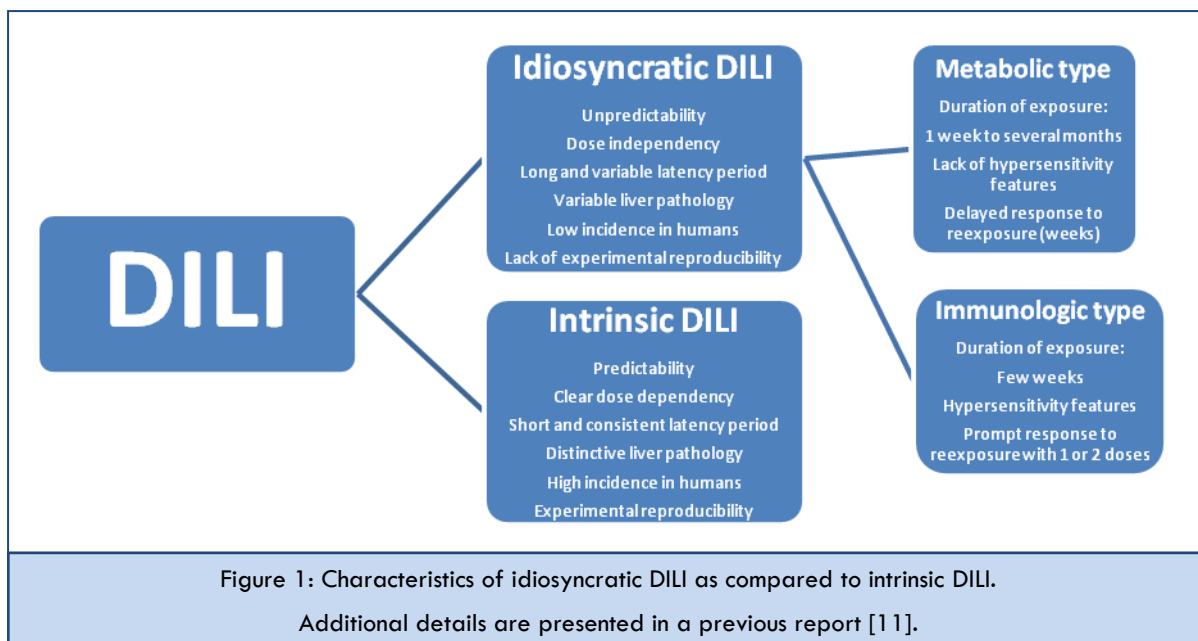 DILI
Idiosyncratic DILI
Unpredictability
Dose independency
Long and variable latency period
Variable liver pathology
Low incidence in humans
Lack of experimental reproducibility
Intrinsic DILI
Predictability
Clear dose dependency
Short and consistent latency period
Distinctive liver pathology
High incidence in humans
Experimental reproducibility
Metabolic type
Duration of exposure:
1 week to several months
Lack of hypersensitivity
features
Delayed response to
reexposure (weeks)
Immunologic type
Duration of exposure:
Few weeks
Hypersensitivity features
Prompt response to
reexposure with 1 or 2 doses
Figure 1: Characteristics of idiosyncratic DILI as compared to intrinsic DILI.
Additional details are presented in a previous report [11].